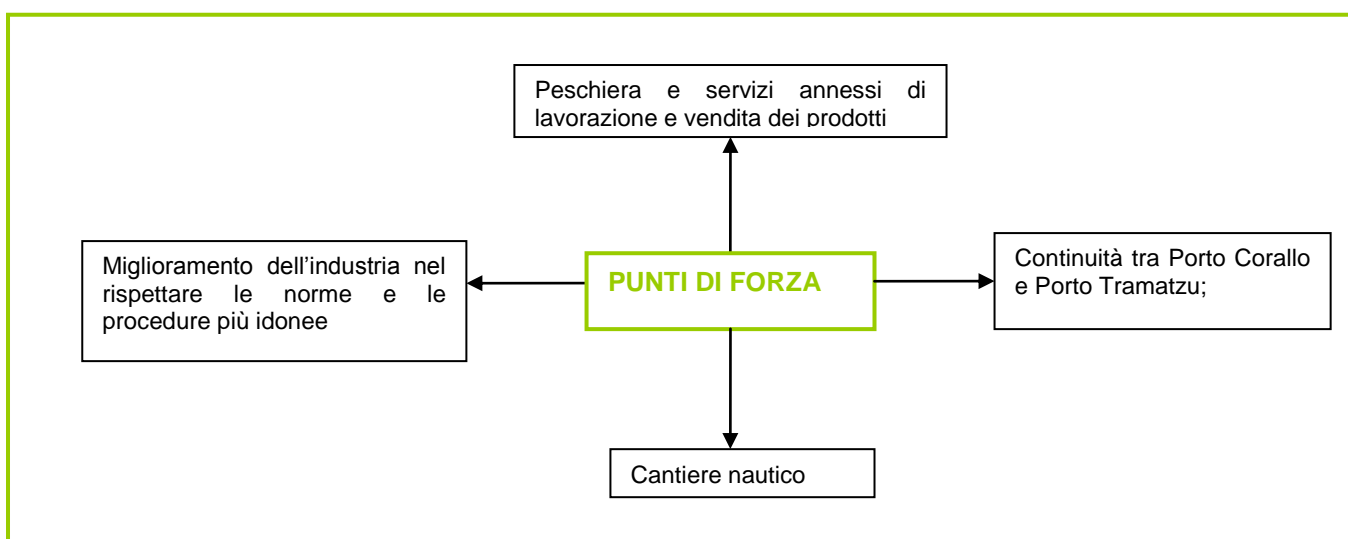 Peschiera e servizi annessi di
lavorazione e vendita dei prodotti
Miglioramento dell’industria nel
rispettare le norme e le
procedure più idonee
PUNTI DI FORZA
Continuità tra Porto Corallo
e Porto Tramatzu;
Cantiere nautico